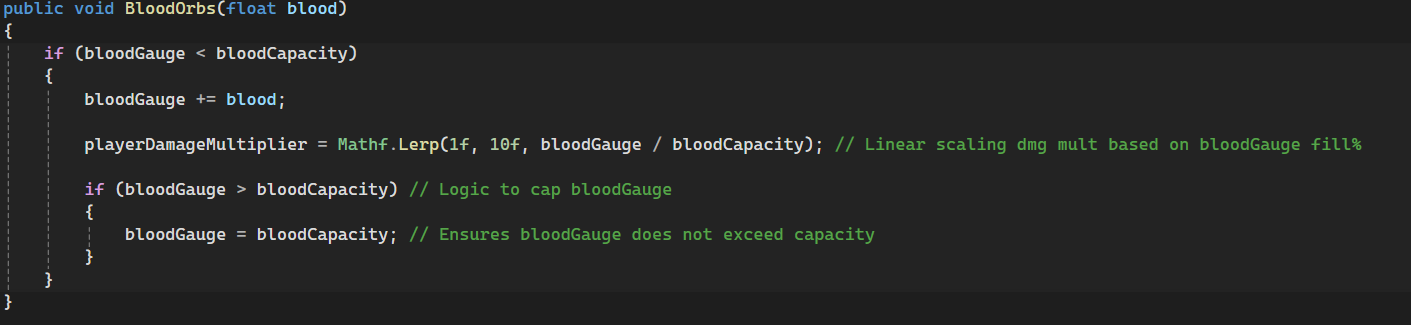 public void BloodOrbs(float blood)
{
if (bloodGauge < bloodCapacity)
{
bloodGauge += blood;
playerDamageMultiplier = Mathf.Lerp(1f, 10f, bloodGauge / bloodCapacity); // Linear scaling dmg mult based on bloodGauge fill%
if (bloodGauge > bloodCapacity) // Logic to cap bloodGauge
{
bloodGauge = bloodCapacity; // Ensures bloodGauge does not exceed capacity
}
}
}